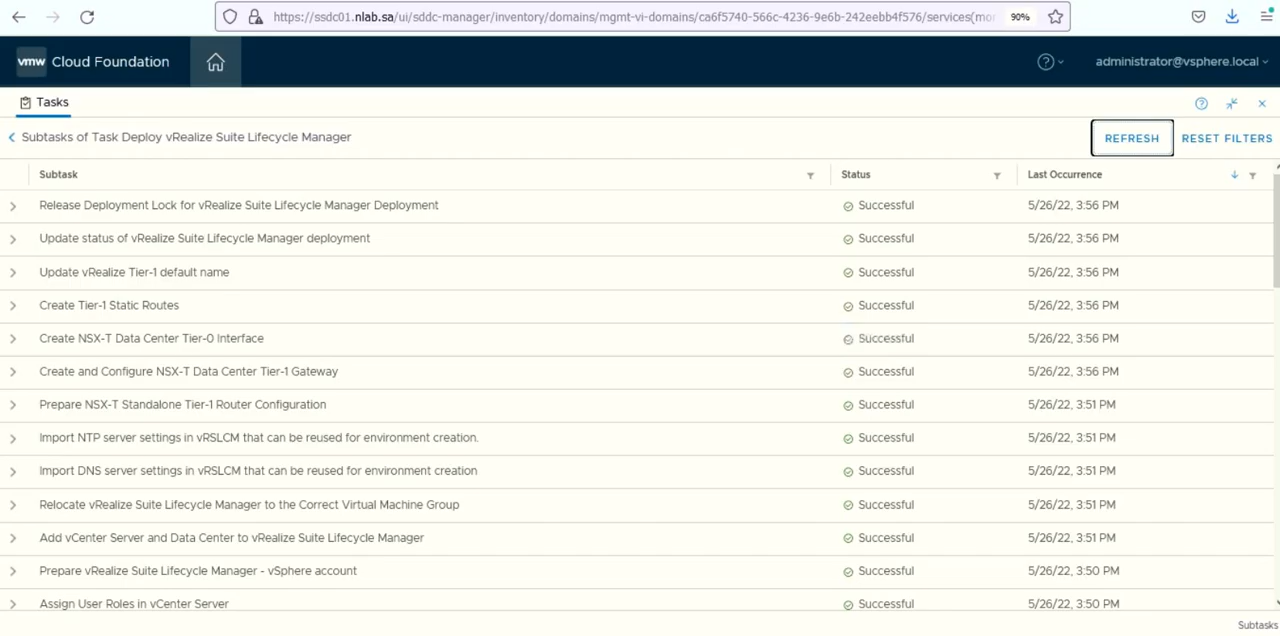 https://ssdc01.nlab.sa/ui/sddc-manager/inventory/domains/mgmt-vi-domains/ca6f5740-566c-4236-9e6b-242eebb4f576/services(mor 90%
vmw Cloud Foundation administrator@vsphere.local
Tasks
Subtasks of Task Deploy vRealize Suite Lifecycle Manager REFRESH RESET FILTERS
Subtask Status Last Occurrence
Release Deployment Lock for vRealize Suite Lifecycle Manager Deployment Successful 5/26/22, 3:56 PM
Update status of vRealize Suite Lifecycle Manager deployment Successful 5/26/22, 3:56 PM
Update vRealize Tier-1 default name Successful 5/26/22, 3:56 PM
Create Tier-1 Static Routes Successful 5/26/22, 3:56 PM
Create NSX-T Data Center Tier-0 Interface Successful 5/26/22, 3:56 PM
Create and Configure NSX-T Data Center Tier-1 Gateway Successful 5/26/22, 3:56 PM
Prepare NSX-T Standalone Tier-1 Router Configuration Successful 5/26/22, 3:51 PM
Import NTP server settings in vRSLCM that can be reused for environment creation. Successful 5/26/22, 3:51 PM
Import DNS server settings in vRSLCM that can be reused for environment creation Successful 5/26/22, 3:51 PM
Relocate vRealize Suite Lifecycle Manager to the Correct Virtual Machine Group Successful 5/26/22, 3:51 PM
Add vCenter Server and Data Center to vRealize Suite Lifecycle Manager Successful 5/26/22, 3:51 PM
Prepare vRealize Suite Lifecycle Manager - vSphere account Successful 5/26/22, 3:50 PM
Assign User Roles in vCenter Server Successful 5/26/22, 3:50 PM
Subtasks